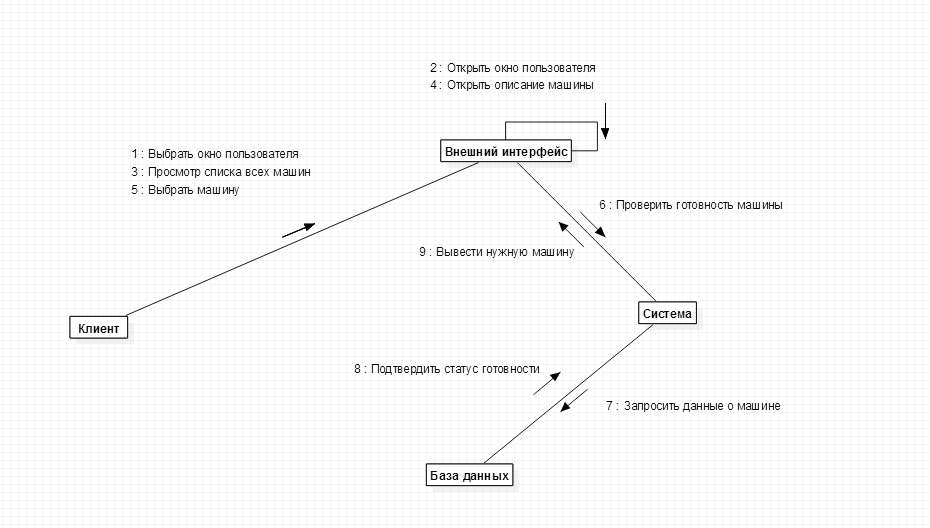 2 : Открыть окно пользователя
4 : Открыть описание машины
Внешний интерфейс
1 : Выбрать окно пользователя
3 : Просмотр списка всех машин
5 : Выбрать машину
6 : Проверить готовность машины
9 : Вывести нужную машину
Клиент
Система
8 : Подтвердить статус готовности
7 : Запросить данные о машине
База данных